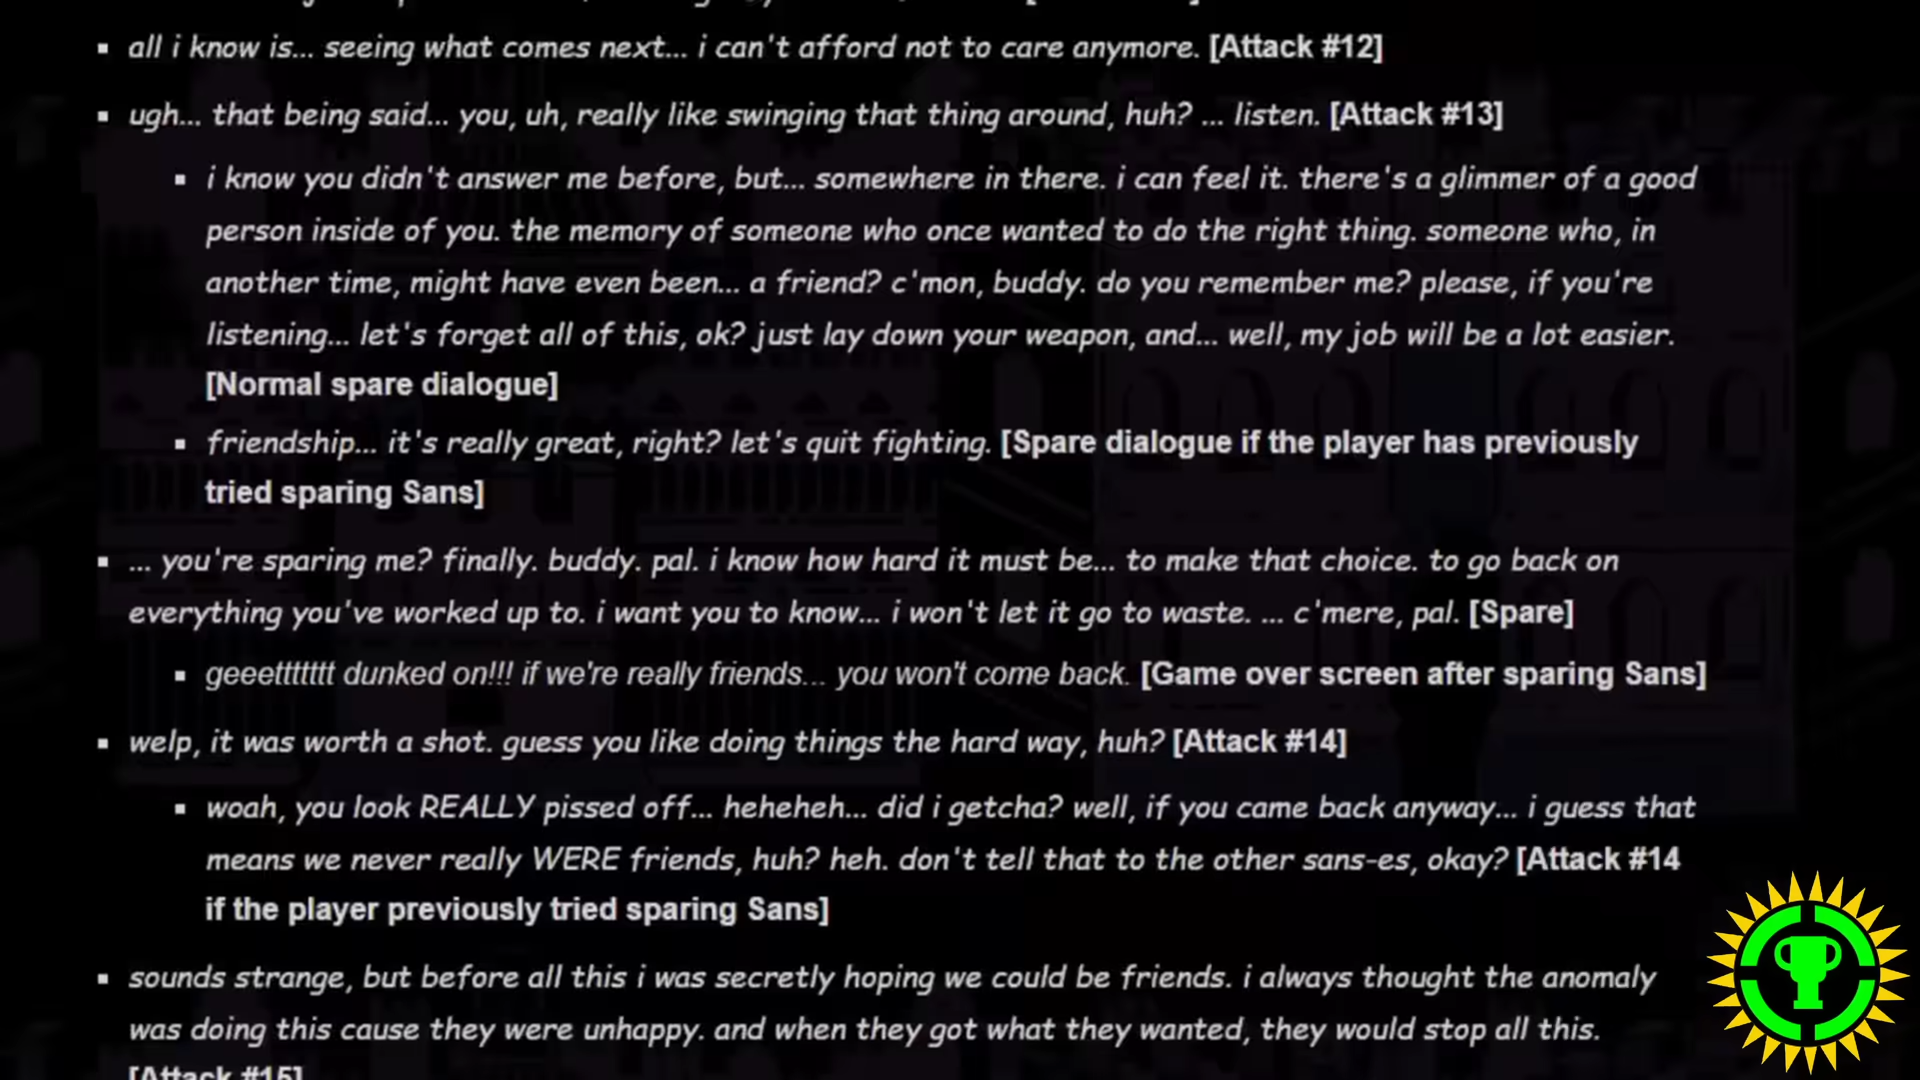 all i know is... seeing what comes next... i can't afford not to care anymore. [Attack #12]
ugh... that being said... you, uh, really like swinging that thing around, huh? ... listen. [Attack #13]
i know you didn't answer me before, but... somewhere in there. i can feel it. there's a glimmer of a good
person inside of you. the memory of someone who once wanted to do the right thing. someone who, in
another time, might have even been... a friend? c'mon, buddy. do you remember me? please, if you're
listening... let's forget all of this, ok? just lay down your weapon, and... well, my job will be a lot easier.
[Normal spare dialogue]
friendship... it's really great, right? let's quit fighting. [Spare dialogue if the player has previously
tried sparing Sans]
... you're sparing me? finally. buddy. pal. i know how hard it must be... to make that choice. to go back on
everything you've worked up to. i want you to know... i won't let it go to waste. ... c'mere, pal. [Spare]
geeettttttt dunked on!!! if we're really friends... you won't come back. [Game over screen after sparing Sans]
welp, it was worth a shot. guess you like doing things the hard way, huh? [Attack #14]
woah, you look REALLY pissed off... heheheh... did i getcha? well, if you came back anyway... i guess that
means we never really WERE friends, huh? heh. don't tell that to the other sans-es, okay? [Attack #14
if the player previously tried sparing Sans]
sounds strange, but before all this i was secretly hoping we could be friends. i always thought the anomaly
was doing this cause they were unhappy. and when they got what they wanted, they would stop all this.
[Attack #15]